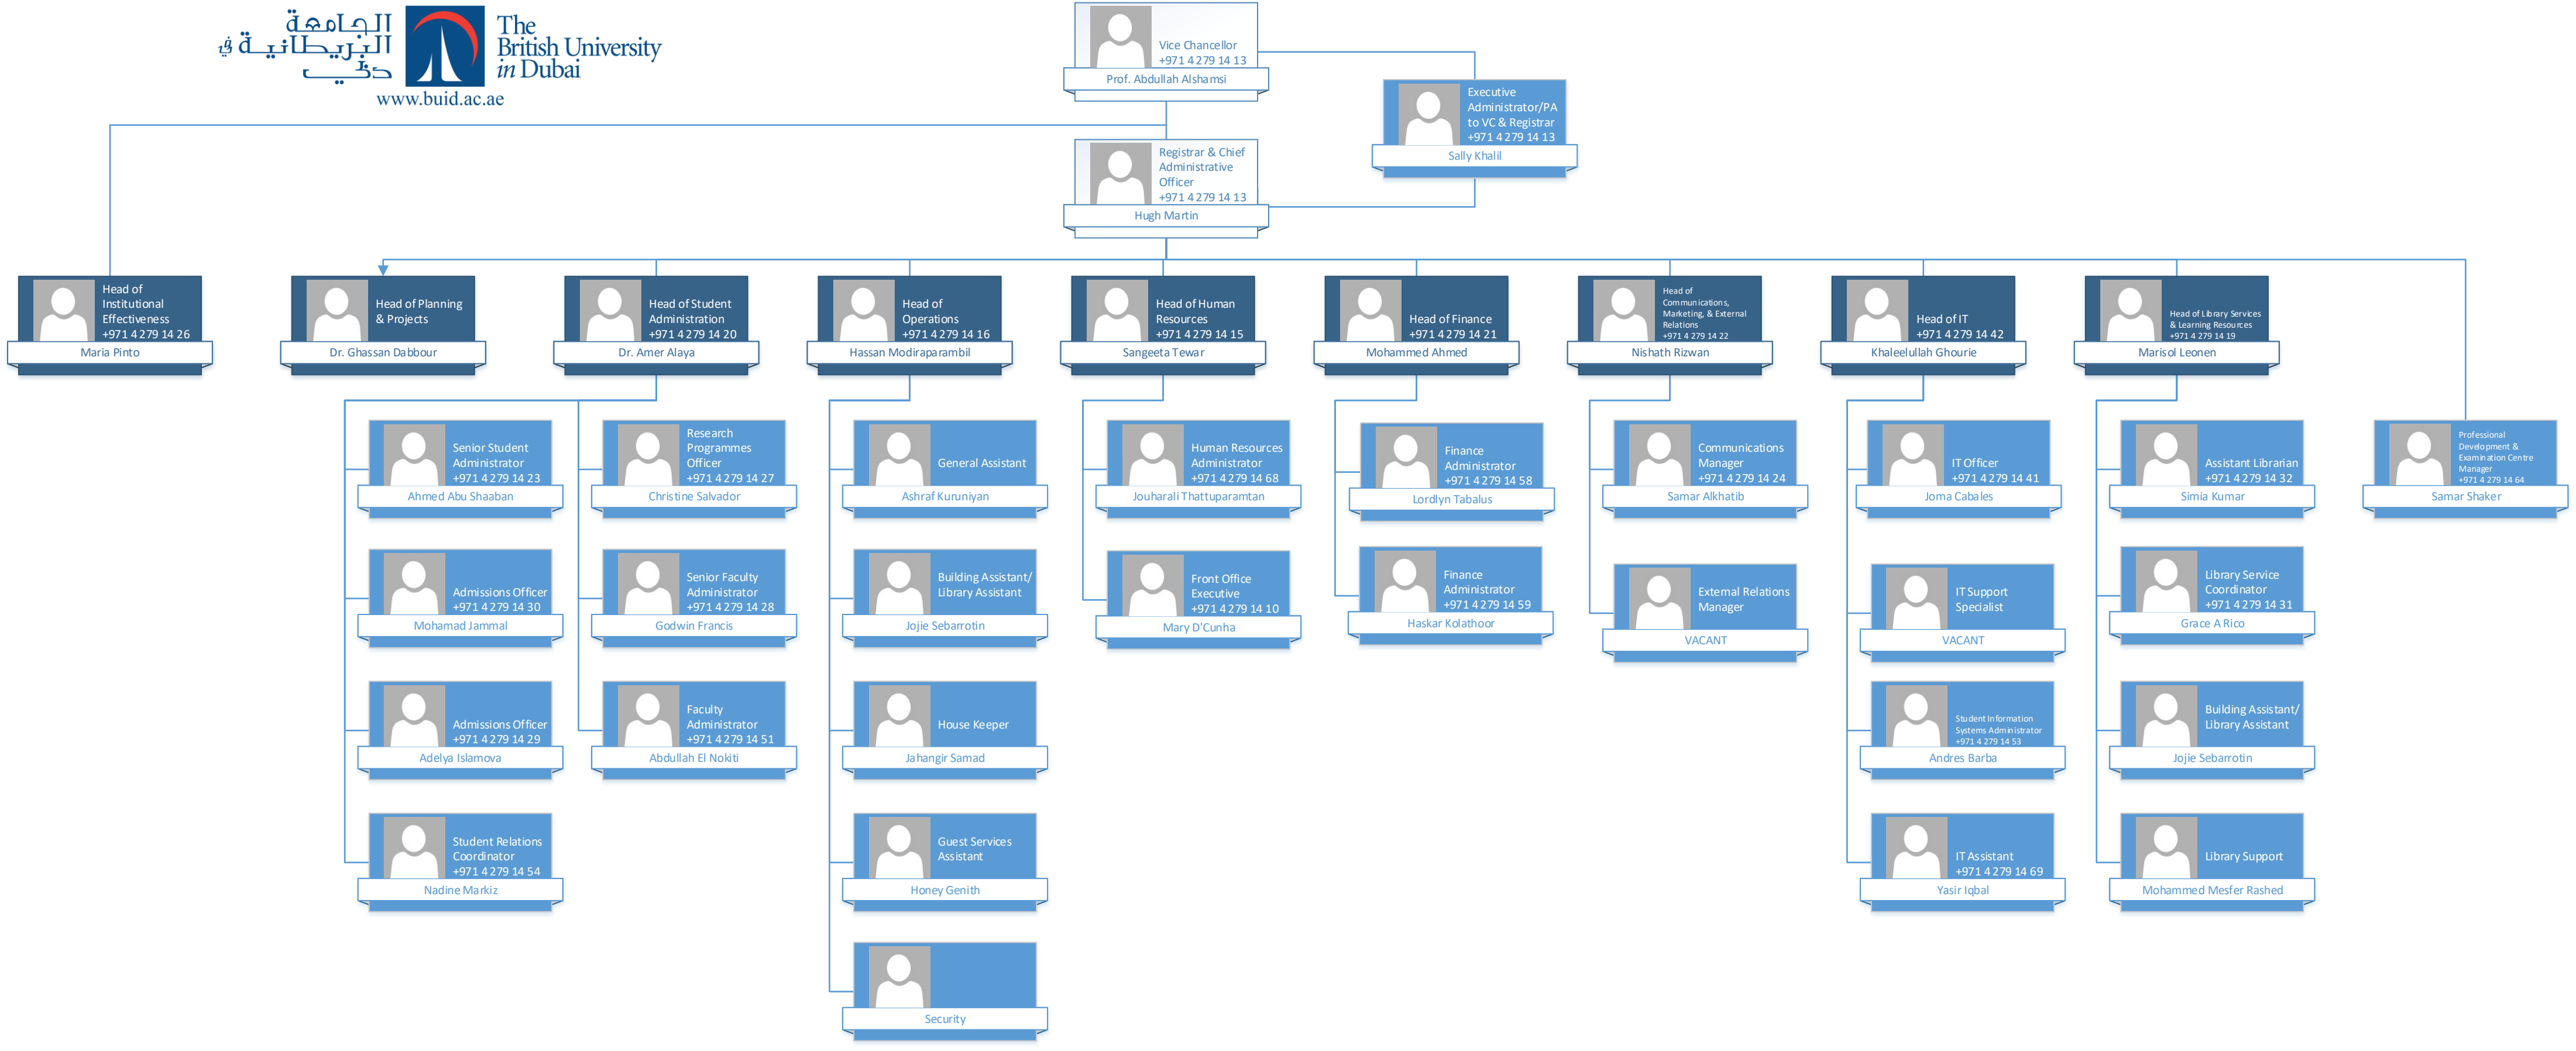 الجامعة
البريطانية في
دبي
The
British University
in Dubai
www.buid.ac.ae
Vice Chancellor
+971 4 279 14 13
Prof. Abdullah Alshamsi
Executive
Administrator/PA
to VC & Registrar
+971 4 279 14 13
Sally Khalil
Registrar & Chief
Administrative
Officer
+971 4 279 14 13
Hugh Martin
Head of
Institutional
Effectiveness
+971 4 279 14 26
Maria Pinto
Head of Planning
& Projects
Dr. Ghassan Dabbour
Head of Student
Administration
+971 4 279 14 20
Dr. Amer Alaya
Head of
Operations
+971 4 279 14 16
Hassan Modiraparambil
Head of Human
Resources
+971 4 279 14 15
Sangeeta Tewar
Head of Finance
+971 4 279 14 21
Mohammed Ahmed
Head of
Communications,
Marketing, & External
Relations
+971 4 279 14 22
Nishath Rizwan
Head of IT
+971 4 279 14 42
Khaleelullah Ghourie
Head of Library Services
& Learning Resources
+971 4 279 14 19
Marisol Leonen
Senior Student
Administrator
+971 4 279 14 23
Ahmed Abu Shaaban
Research
Programmes
Officer
+971 4 279 14 27
Christine Salvador
General Assistant
Ashraf Kuruniyan
Human Resources
Administrator
+971 4 279 14 68
Jouharali Thattuparamtan
Finance
Administrator
+971 4 279 14 58
Lordlyn Tabalus
Communications
Manager
+971 4 279 14 24
Samar Alkhatib
IT Officer
+971 4 279 14 41
Joma Cabales
Assistant Librarian
+971 4 279 14 32
Simia Kumar
Professional
Development &
Examination Centre
Manager
+971 4 279 14 64
Samar Shaker
Admissions Officer
+971 4 279 14 30
Mohamad Jammal
Senior Faculty
Administrator
+971 4 279 14 28
Godwin Francis
Building Assistant/
Library Assistant
Jojie Sebarrotin
Front Office
Executive
+971 4 279 14 10
Mary D'Cunha
Finance
Administrator
+971 4 279 14 59
Haskar Kolathoor
External Relations
Manager
VACANT
IT Support
Specialist
VACANT
Library Service
Coordinator
+971 4 279 14 31
Grace A Rico
Admissions Officer
+971 4 279 14 29
Adelya Islamova
Faculty
Administrator
+971 4 279 14 51
Abdullah El Nokiti
House Keeper
Jahangir Samad
Student Information
Systems Administrator
+971 4 279 14 53
Andres Barba
Building Assistant/
Library Assistant
Jojie Sebarrotin
Student Relations
Coordinator
+971 4 279 14 54
Nadine Markiz
Guest Services
Assistant
Honey Genith
IT Assistant
+971 4 279 14 69
Yasir Iqbal
Library Support
Mohammed Mesfer Rashed
Security